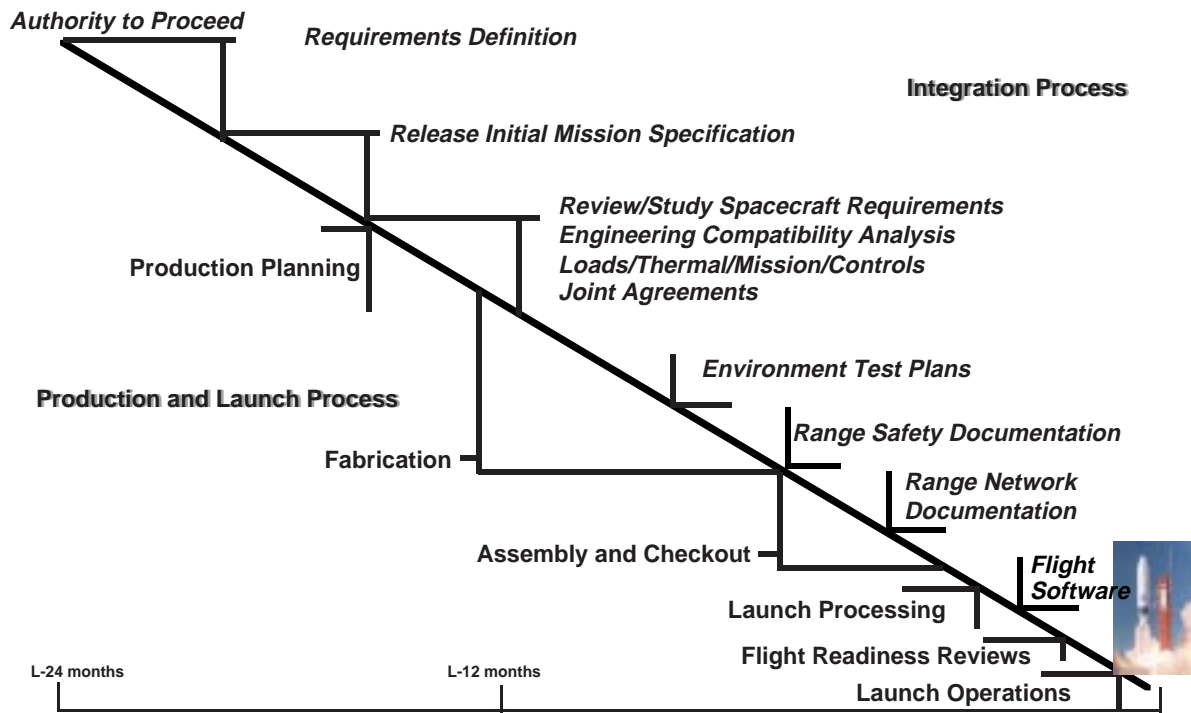 Authority to Proceed
Requirements Definition
Integration Process
Release Initial Mission Specification
Review/Study Spacecraft Requirements
Engineering Compatibility Analysis
Loads/Thermal/Mission/Controls
Joint Agreements
Production Planning
Environment Test Plans
Production and Launch Process
Range Safety Documentation
Fabrication
Range Network
Documentation
Assembly and Checkout
Flight
Software
Launch Processing
Flight Readiness Reviews
L-24 months
L-12 months
Launch Operations